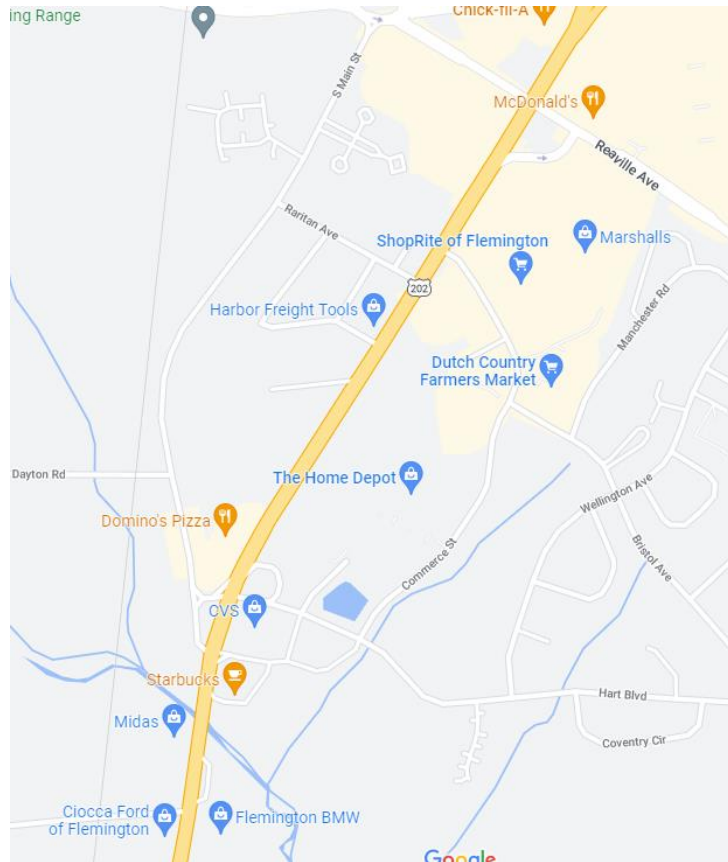 ing Range
Chick-fil-A
S Main St
McDonald's
Reaville Ave
Raritan Ave
ShopRite of Flemington
Marshalls
202
Harbor Freight Tools
Manchester Rd
Dutch Country
Farmers Market
Dayton Rd
The Home Depot
Wellington Ave
Domino's Pizza
Bristol Ave
Commerce St
CVS
Starbucks
Hart Blvd
Midas
Coventry Cir
Ciocca Ford
of Flemington
Flemington BMW
Google